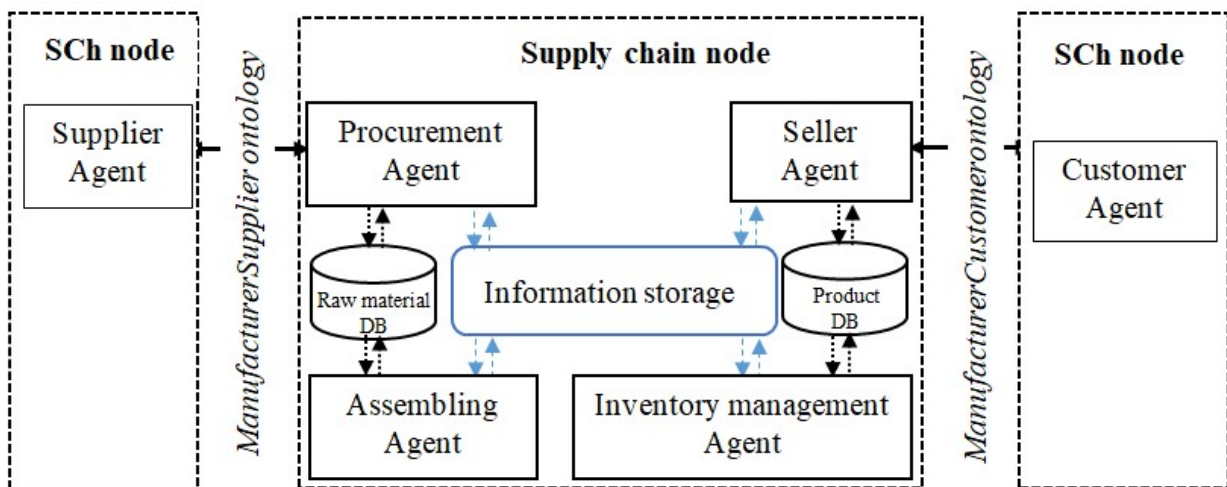 SCh node
Supplier
Agent
ManufacturerSupplier ontology
Supply chain node
Procurement
Agent
Seller
Agent
Raw material
DB
Information storage
Product
DB
Assembling
Agent
Inventory management
Agent
ManufacturerCustomerontology
SCh node
Customer
Agent